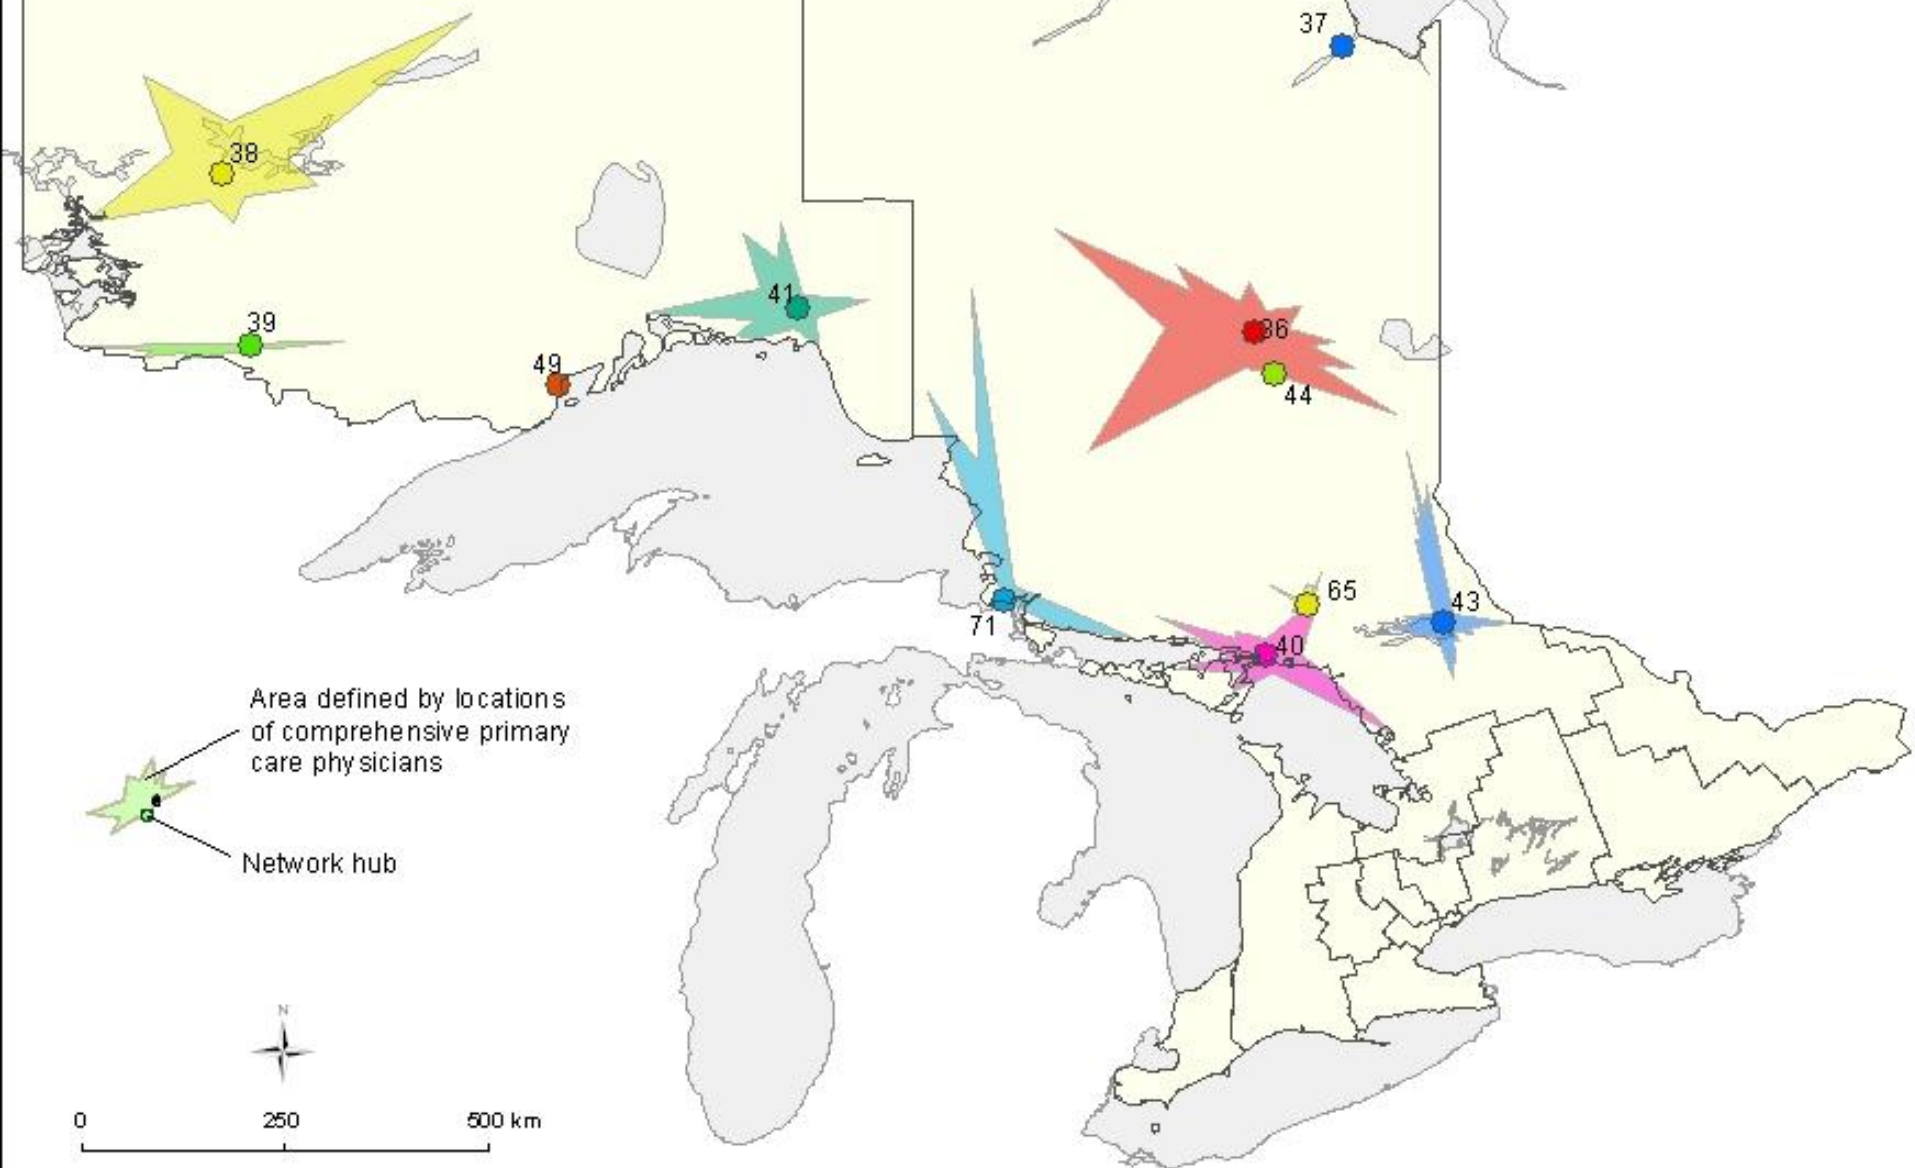 37
38
41
36
39
49
44
65
43
71
40
Area defined by locations
of comprehensive primary
care physicians
Network hub
N
0 250 500 km